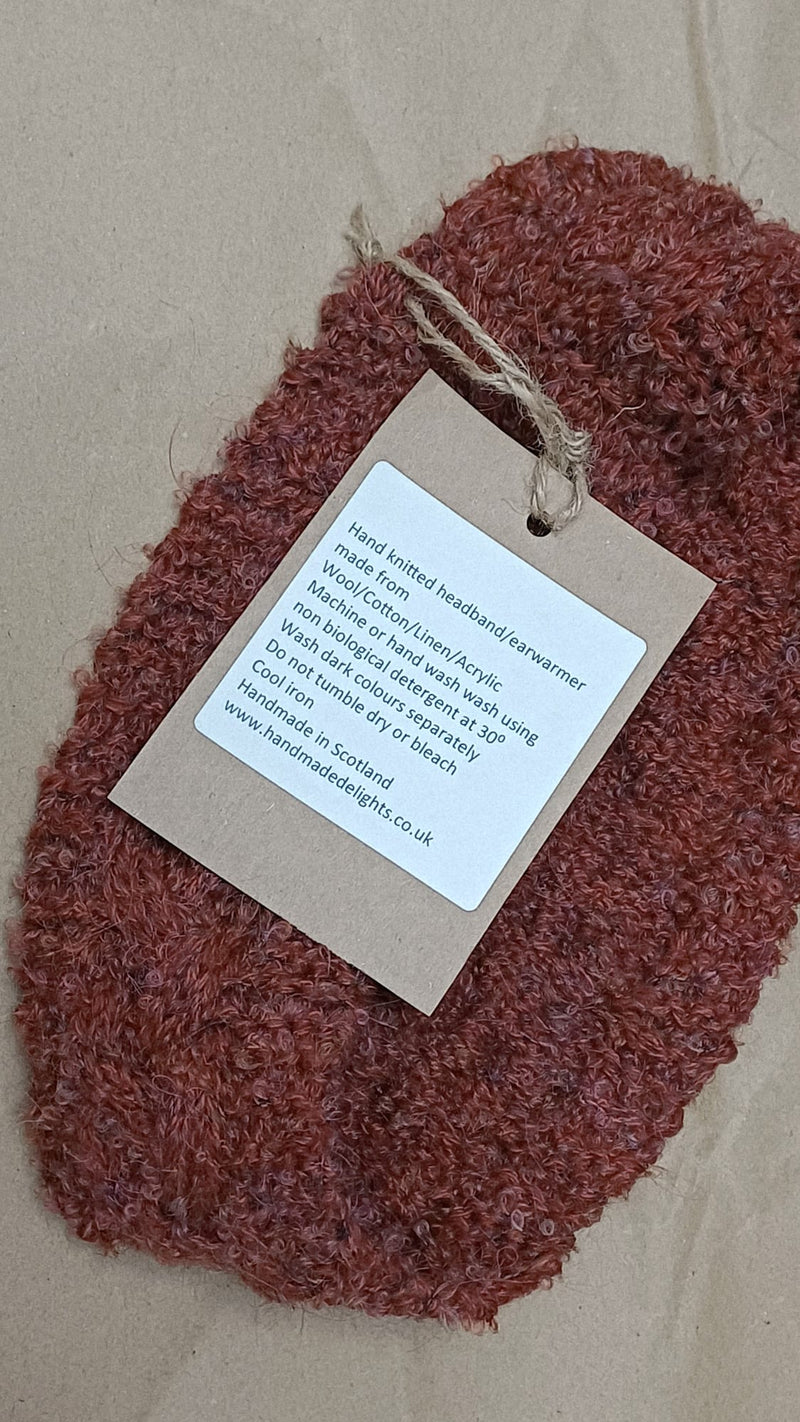 Hand knitted headband/earwarmer
made from
Wool/Cotton/Linen/Acrylic
Machine or hand wash wash using
non biological detergent at 30º
Wash dark colours separately
Do not tumble dry or bleach
Cool iron
Handmade in Scotland
www.handmadedelights.co.uk